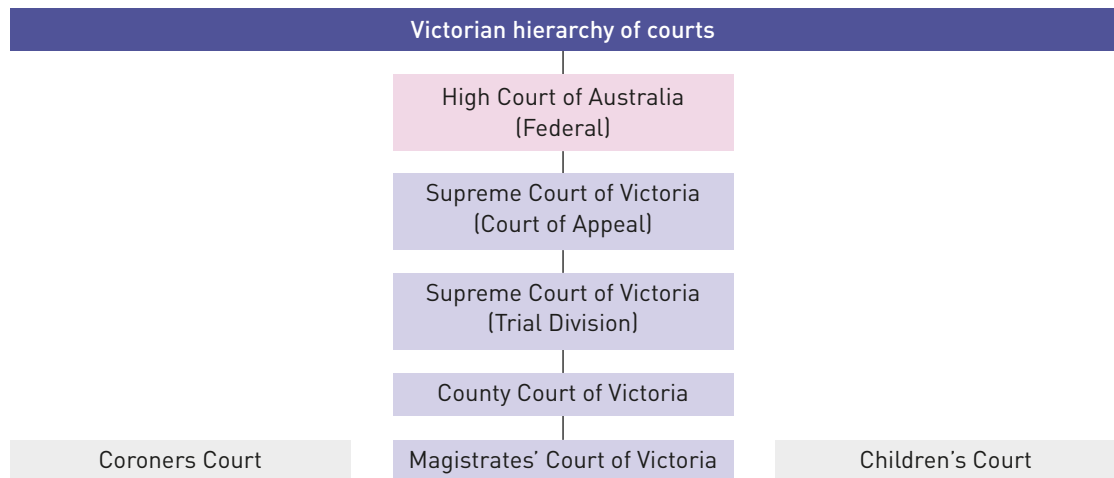 Victorian hierarchy of courts
High Court of Australia
(Federal)
Supreme Court of Victoria
(Court of Appeal)
Supreme Court of Victoria
(Trial Division)
County Court of Victoria
Coroners Court
Magistrates’ Court of Victoria
Children’s Court